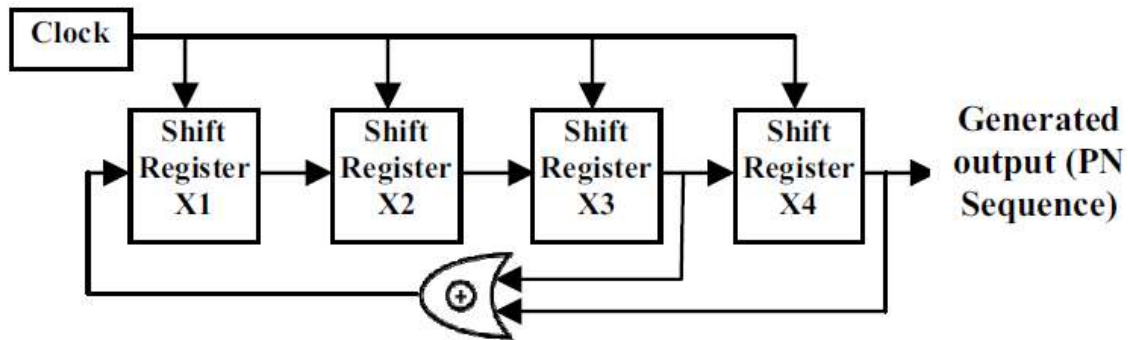 Clock
Shift
Register
X1
Shift
Register
X2
Shift
Register
X3
Shift
Register
X4
Generated
output (PN
Sequence)
+